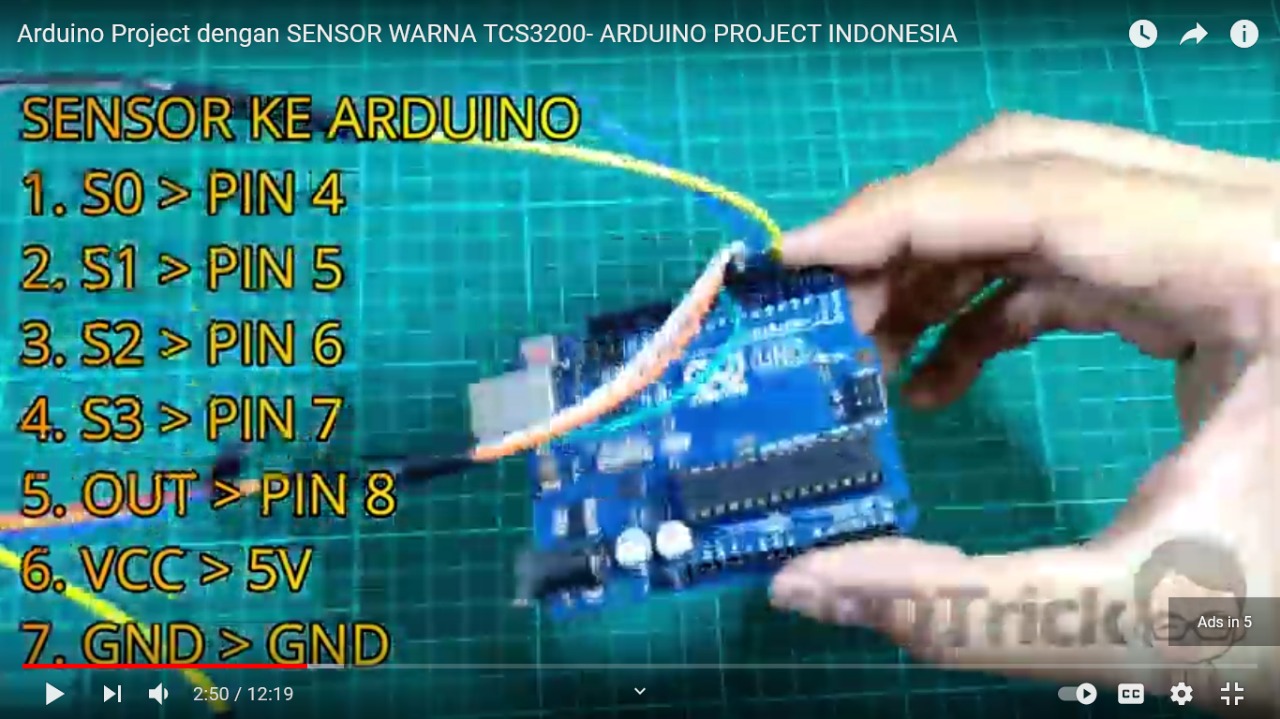 Arduino Project dengan SENSOR WARNA TCS3200- ARDUINO PROJECT INDONESIA
SENSOR KE ARDUINO
1. S0 > PIN 4
2. S1 > PIN 5
3. S2 > PIN 6
4. S3 > PIN 7
5. OUT > PIN 8
6. VCC > 5V
7. GND > GND
UNO
Ads in 5
2:50 / 12:19
CC